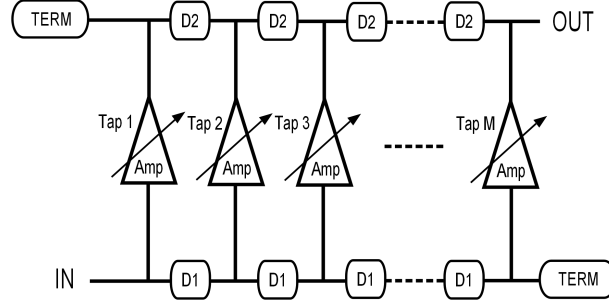 TERM D2 D2 D2 D2 OUT
Tap 1 Tap 2 Tap 3 Tap M
Amp Amp Amp Amp
IN D1 D1 D1 D1 TERM